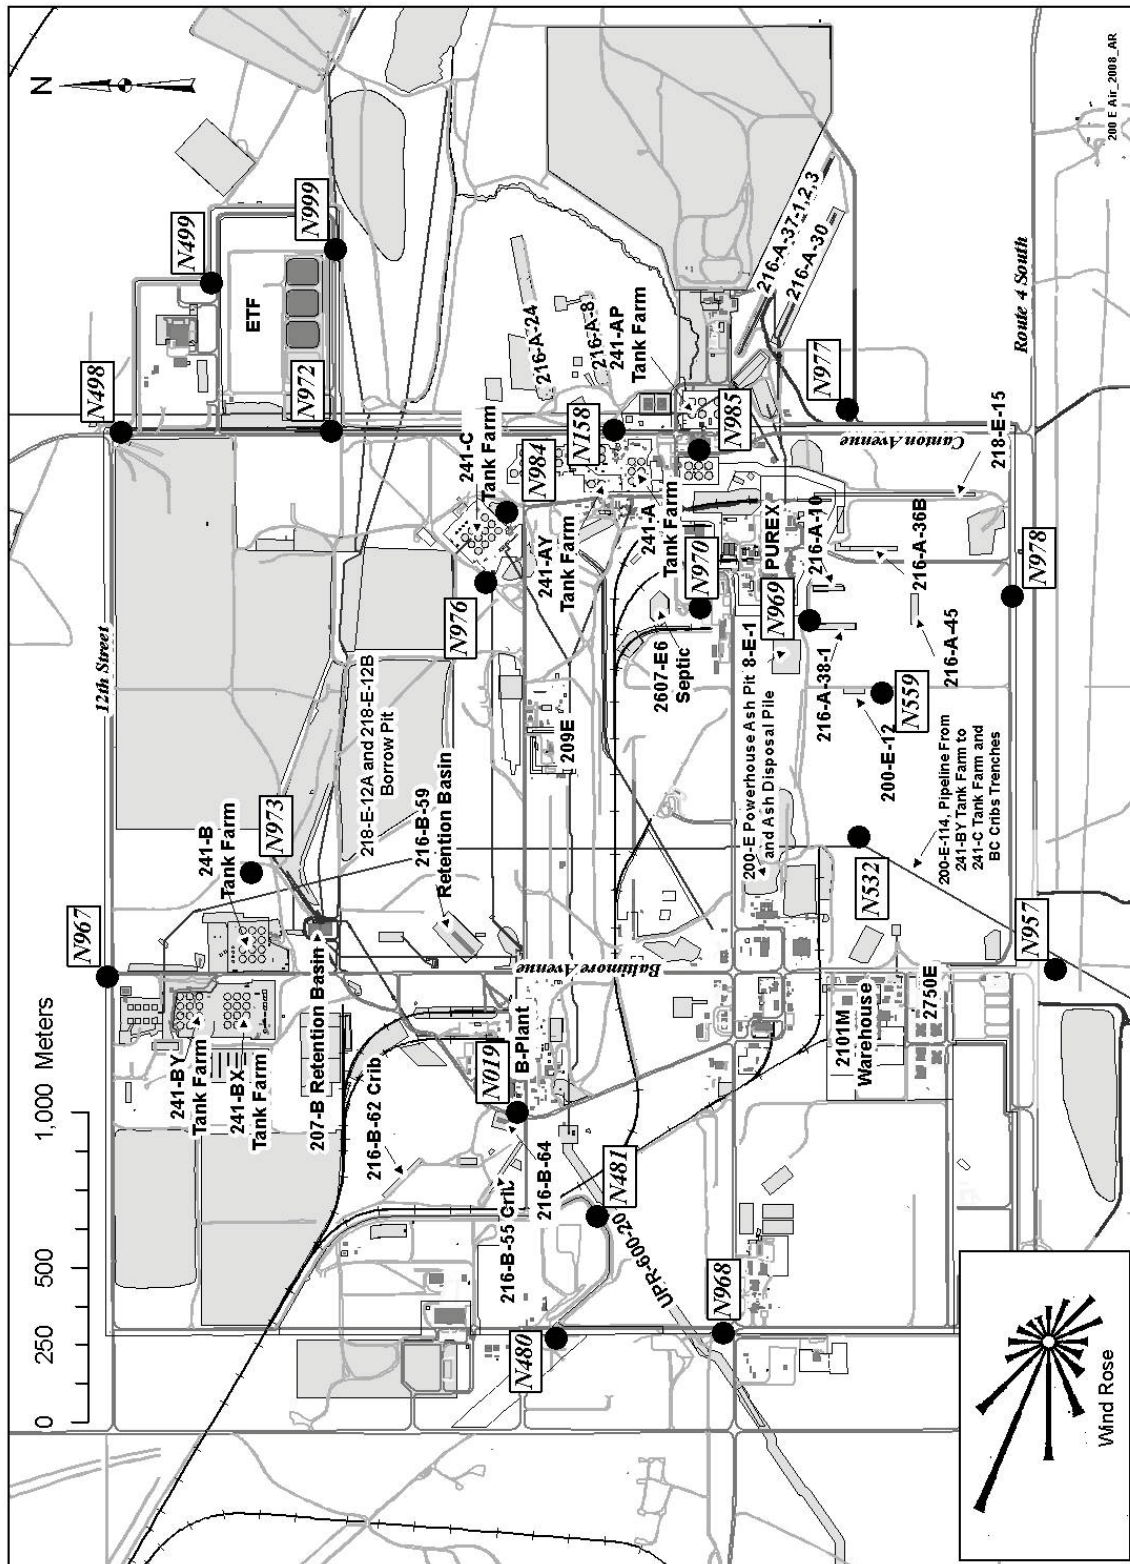 N
0
250
500
1,000 Meters
12th Street
N967
N498
N499
N999
N972
ETF
241-BY
Tank Farm
241-BX
Tank Farm
241-B
Tank Farm
N973
207-B Retention Basin
218-E-12A and 218-E-12B
Borrow Pit
216-B-59
Retention Basin
216-B-62 Crib
N976
241-C
Tank Farm
N984
216-A-24
216-A-8
241-AP
Tank Farm
N158
241-AY
Tank Farm
241-A
Tank Farm
N019
B-Plant
216-B-64
216-B-55 Crib
Baltimore Avenue
209E
N480
N481
UPR-600-20
N968
2607-E6
Septic
N970
N985
PUREX
216-A-37-1,2,3
216-A-30
N977
200-E Powerhouse Ash Pit 8-E-1
and Ash Disposal Pile
N969
216-A-10
216-A-38-1
N532
200-E-12
N559
216-A-45
216-A-36B
218-E-15
Canton Avenue
200-E-114, Pipeline From
241-BY Tank Farm to
241-C Tank Farm and
BC Cribs Trenches
2101M
Warehouse
2750E
N957
N978
Route 4 South
Wind Rose
200 E Air_2008_AR